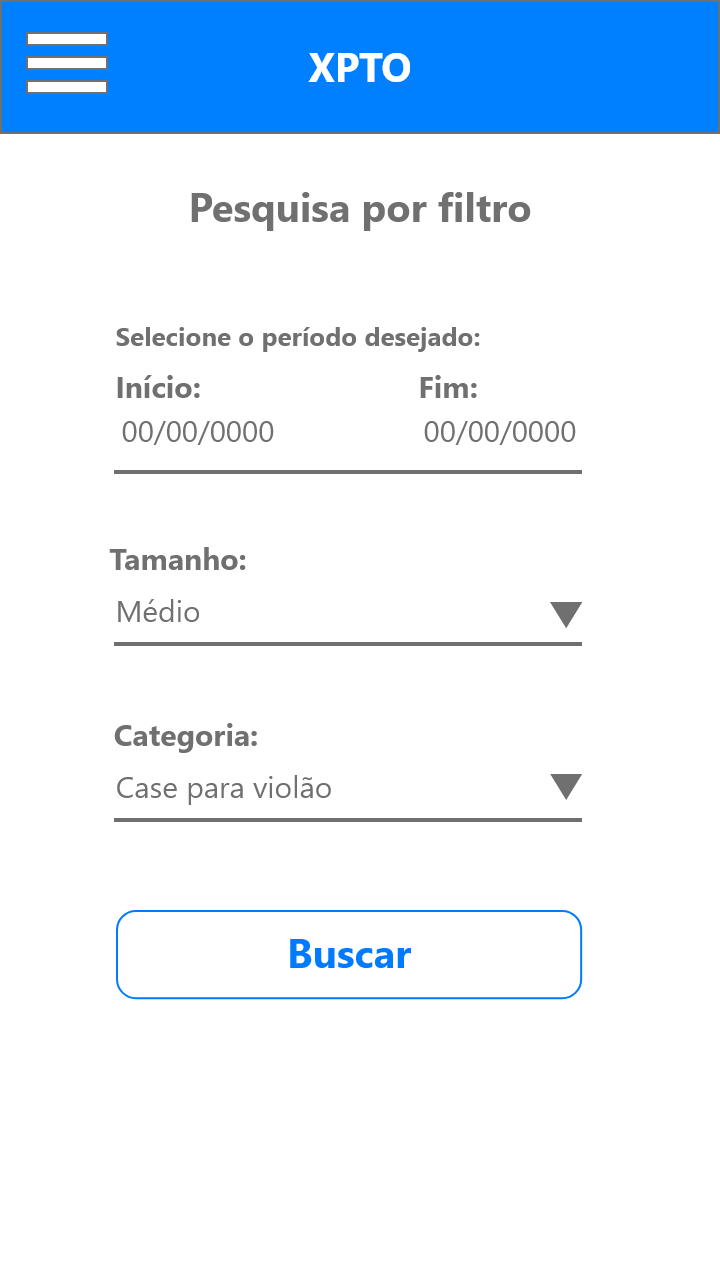 XPTO
Pesquisa por filtro
Selecione o período desejado:
Início: Fim:
00/00/0000 00/00/0000
Tamanho:
Médio
Categoria:
Case para violão
Buscar